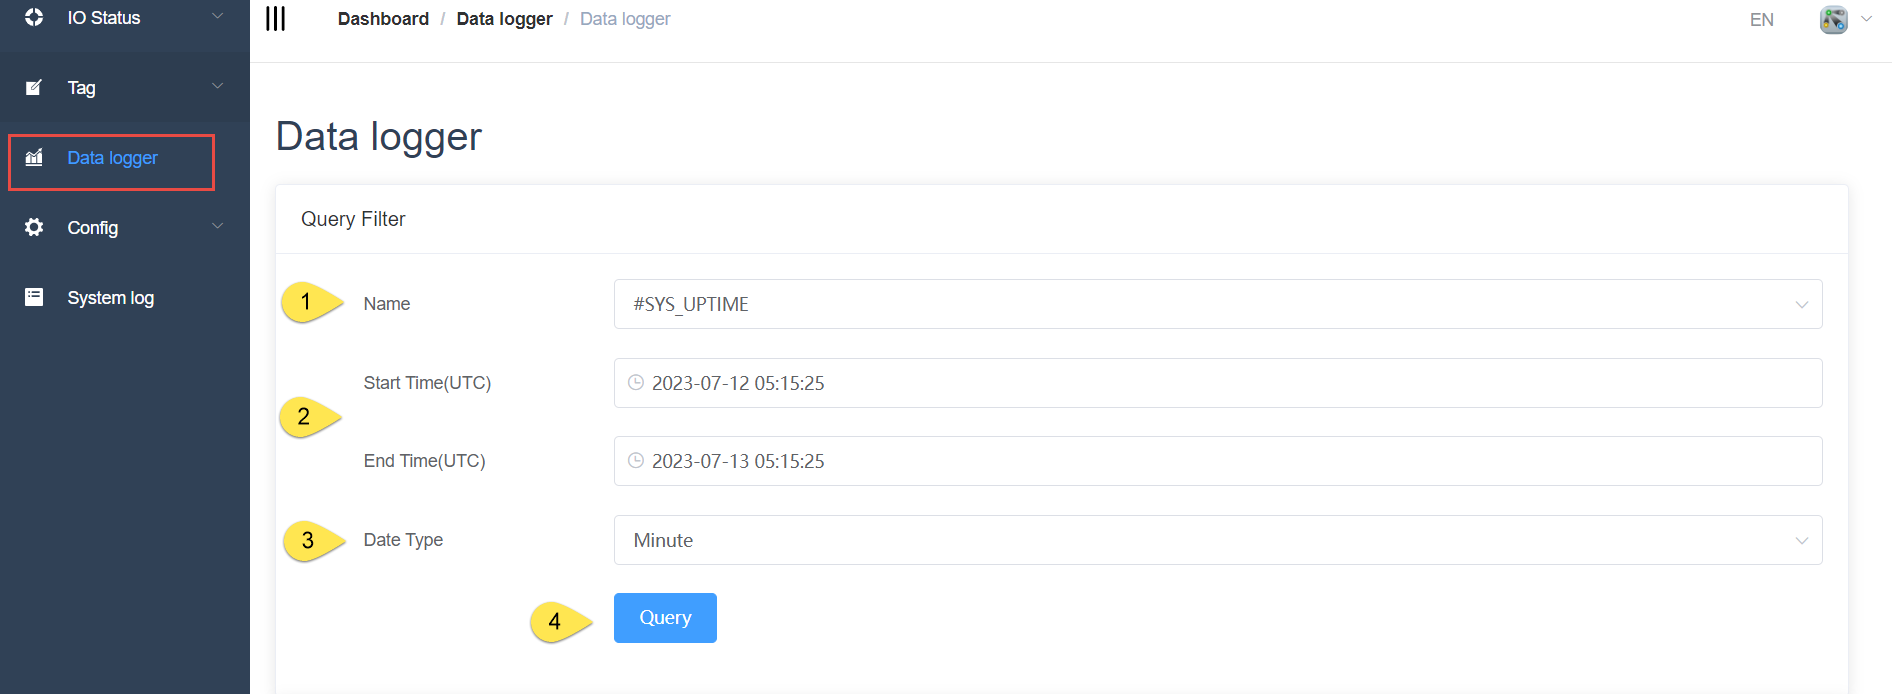 IO Status
Tag
Data logger
Config
System log
Dashboard / Data logger / Data logger
EN
Data logger
Query Filter
1 Name #SYS_UPTIME
Start Time(UTC) 2023-07-12 05:15:25
2
End Time(UTC) 2023-07-13 05:15:25
3 Date Type Minute
4 Query